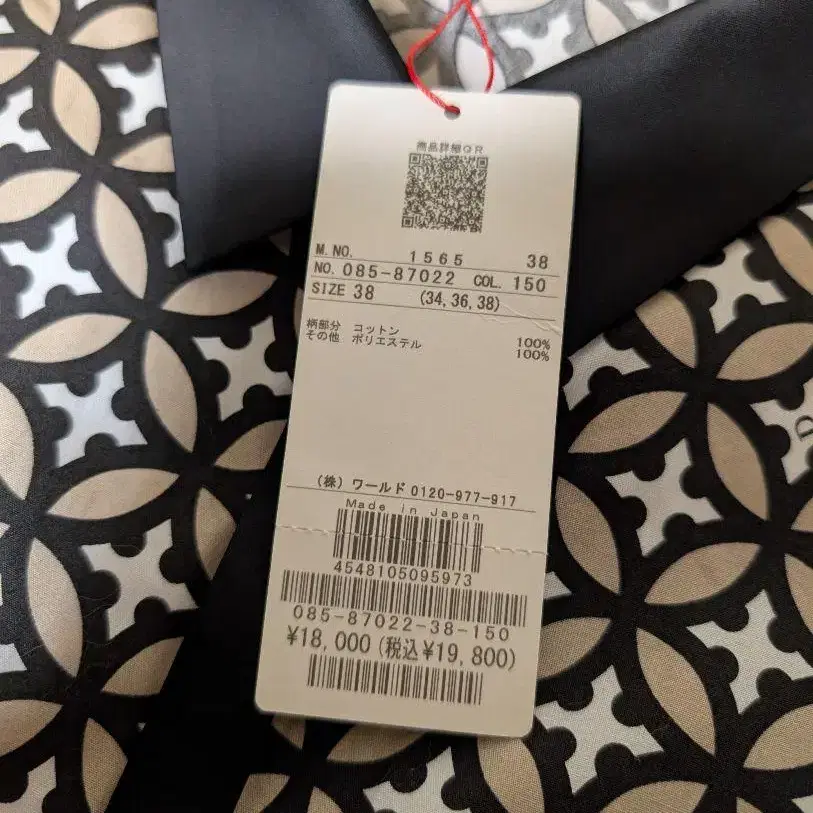 商品詳細QR
M. NO. 1565 38
NO. 085-87022 COL. 150
SIZE 38 (34, 36, 38)
柄部分 コットン 100%
その他 ポリエステル 100%
(株) ワールド 0120-977-917
Made in Japan
4548105095973
085-87022-38-150
¥18,000 (税込¥19,800)
D